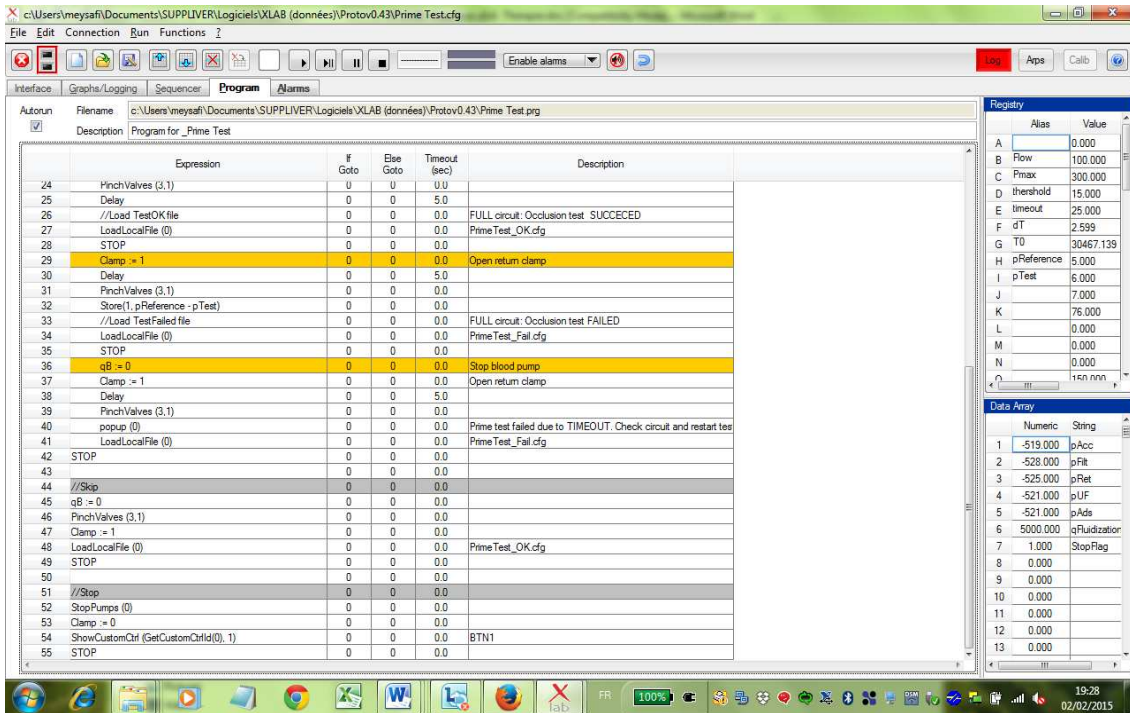 c:\Users\meysafi\Documents\SUPPLIVER\Logiciels\XLAB (données)\Protov0.43\Prime Test.cfg
File Edit Connection Run Functions ?
Enable alarms Log Arps Calib
Interface Graphs/Logging Sequencer Program Alarms
Autorun Filename c:\Users\meysafi\Documents\SUPPLIVER\Logiciels\XLAB (données)\Protov0.43\Prime Test.prg
Description Program for _Prime Test
Expression If Goto Else Goto Timeout (sec) Description
24 PinchValves (3,1) 0 0 0.0
25 Delay 0 0 5.0
26 //Load TestOK file 0 0 0.0 FULL circuit: Occlusion test SUCCECED
27 LoadLocalFile (0) 0 0 0.0 PrimeTest_OK.cfg
28 STOP 0 0 0.0
29 Clamp := 1 0 0 0.0 Open return clamp
30 Delay 0 0 5.0
31 PinchValves (3,1) 0 0 0.0
32 Store(1, pReference - pTest) 0 0 0.0
33 //Load TestFailed file 0 0 0.0 FULL circuit: Occlusion test FAILED
34 LoadLocalFile (0) 0 0 0.0 PrimeTest_Fail.cfg
35 STOP 0 0 0.0
36 qB := 0 0 0 0.0 Stop blood pump
37 Clamp := 1 0 0 0.0 Open return clamp
38 Delay 0 0 5.0
39 PinchValves (3,1) 0 0 0.0
40 popup (0) 0 0 0.0 Prime test failed due to TIMEOUT. Check circuit and restart tes
41 LoadLocalFile (0) 0 0 0.0 PrimeTest_Fail.cfg
42 STOP 0 0 0.0
43 0 0 0.0
44 //Skip 0 0 0.0
45 qB := 0 0 0 0.0
46 PinchValves (3,1) 0 0 0.0
47 Clamp := 1 0 0 0.0
48 LoadLocalFile (0) 0 0 0.0 PrimeTest_OK.cfg
49 STOP 0 0 0.0
50 0 0 0.0
51 //Stop 0 0 0.0
52 StopPumps (0) 0 0 0.0
53 Clamp := 0 0 0 0.0
54 ShowCustomCtrl (GetCustomCtrlId(0), 1) 0 0 0.0 BTN1
55 STOP 0 0 0.0
Registry
Alias Value
A 0.000
B Flow 100.000
C Pmax 300.000
D thershold 15.000
E timeout 25.000
F dT 2.599
G T0 30467.139
H pReference 5.000
I pTest 6.000
J 7.000
K 76.000
L 0.000
M 0.000
N 0.000
O 150.000
Data Array
Numeric String
1 -519.000 pAcc
2 -528.000 pFilt
3 -525.000 pRet
4 -521.000 pUF
5 -521.000 pAds
6 5000.000 qFluidization
7 1.000 StopFlag
8 0.000
9 0.000
10 0.000
11 0.000
12 0.000
13 0.000
lab FR 100% 19:28
02/02/2015